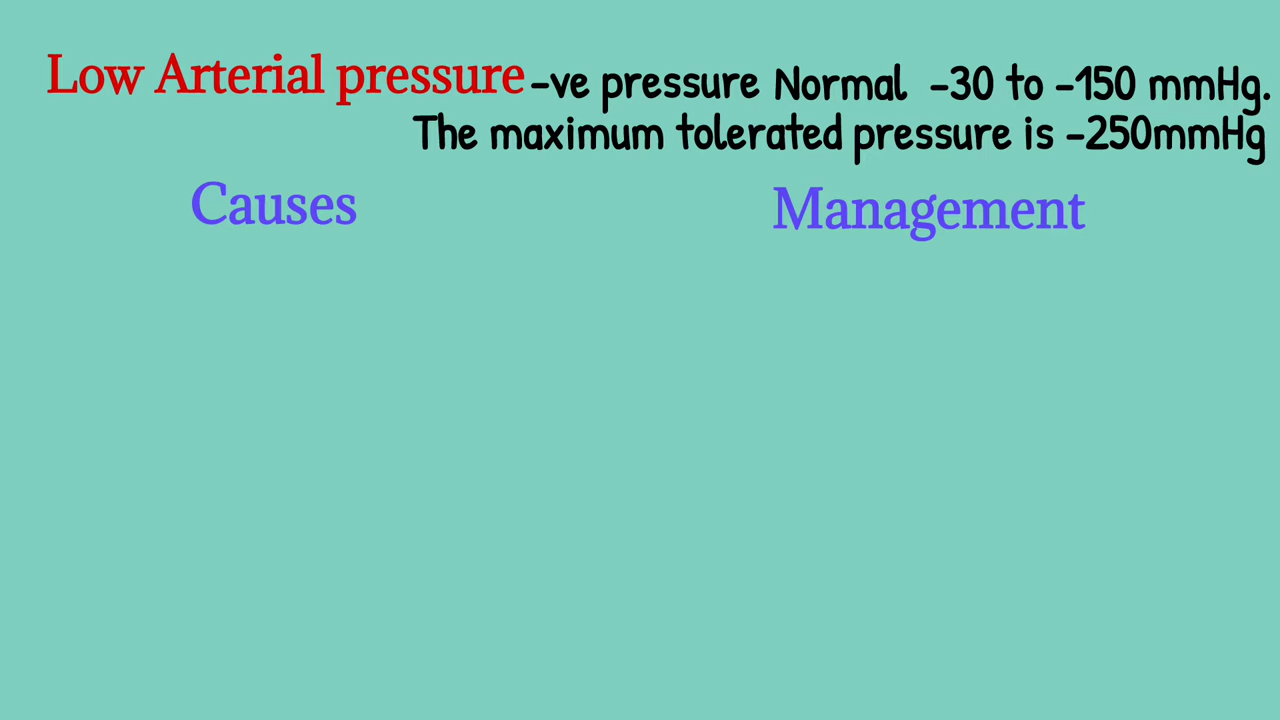 Low Arterial pressure -ve pressure Normal -30 to -150 mmHg.
The maximum tolerated pressure is -250mmHg
Causes Management